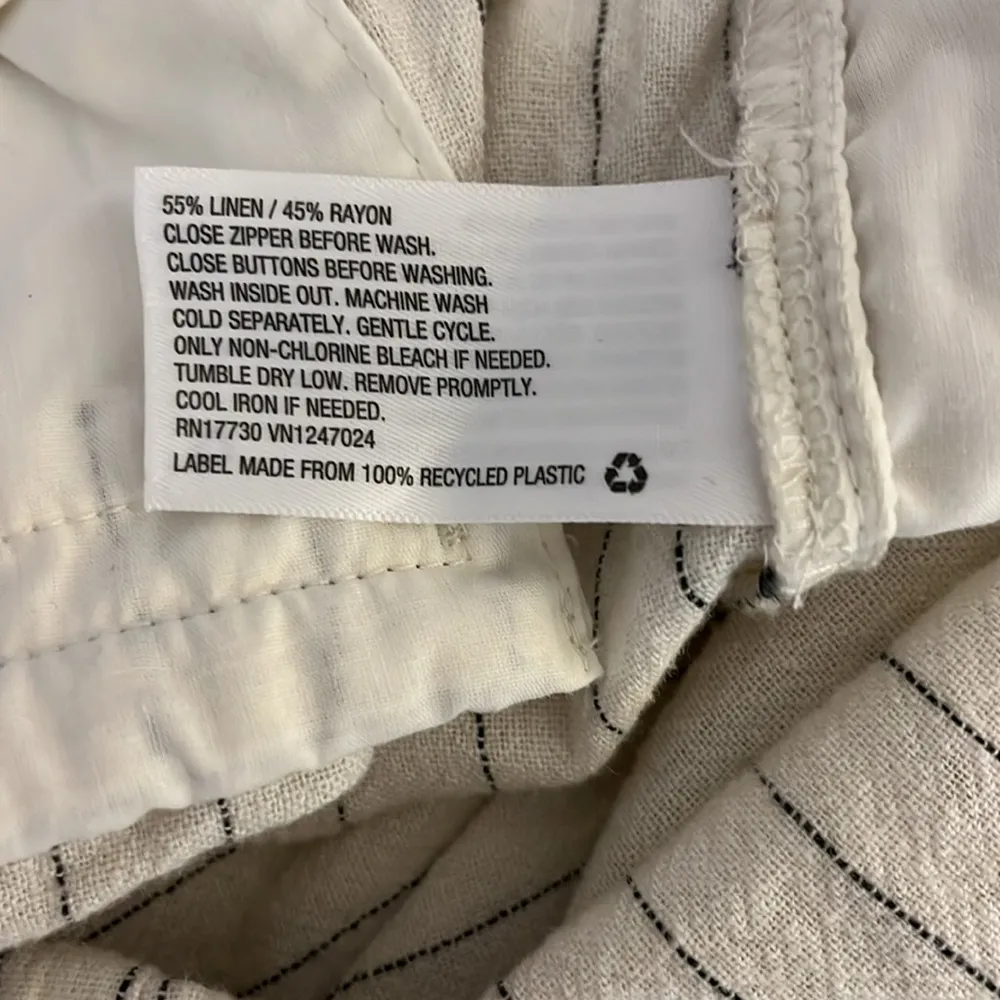 55% LINEN / 45% RAYON
CLOSE ZIPPER BEFORE WASH.
CLOSE BUTTONS BEFORE WASHING.
WASH INSIDE OUT. MACHINE WASH
COLD SEPARATELY. GENTLE CYCLE.
ONLY NON-CHLORINE BLEACH IF NEEDED.
TUMBLE DRY LOW. REMOVE PROMPTLY.
COOL IRON IF NEEDED.
RN17730 VN1247024
LABEL MADE FROM 100% RECYCLED PLASTIC